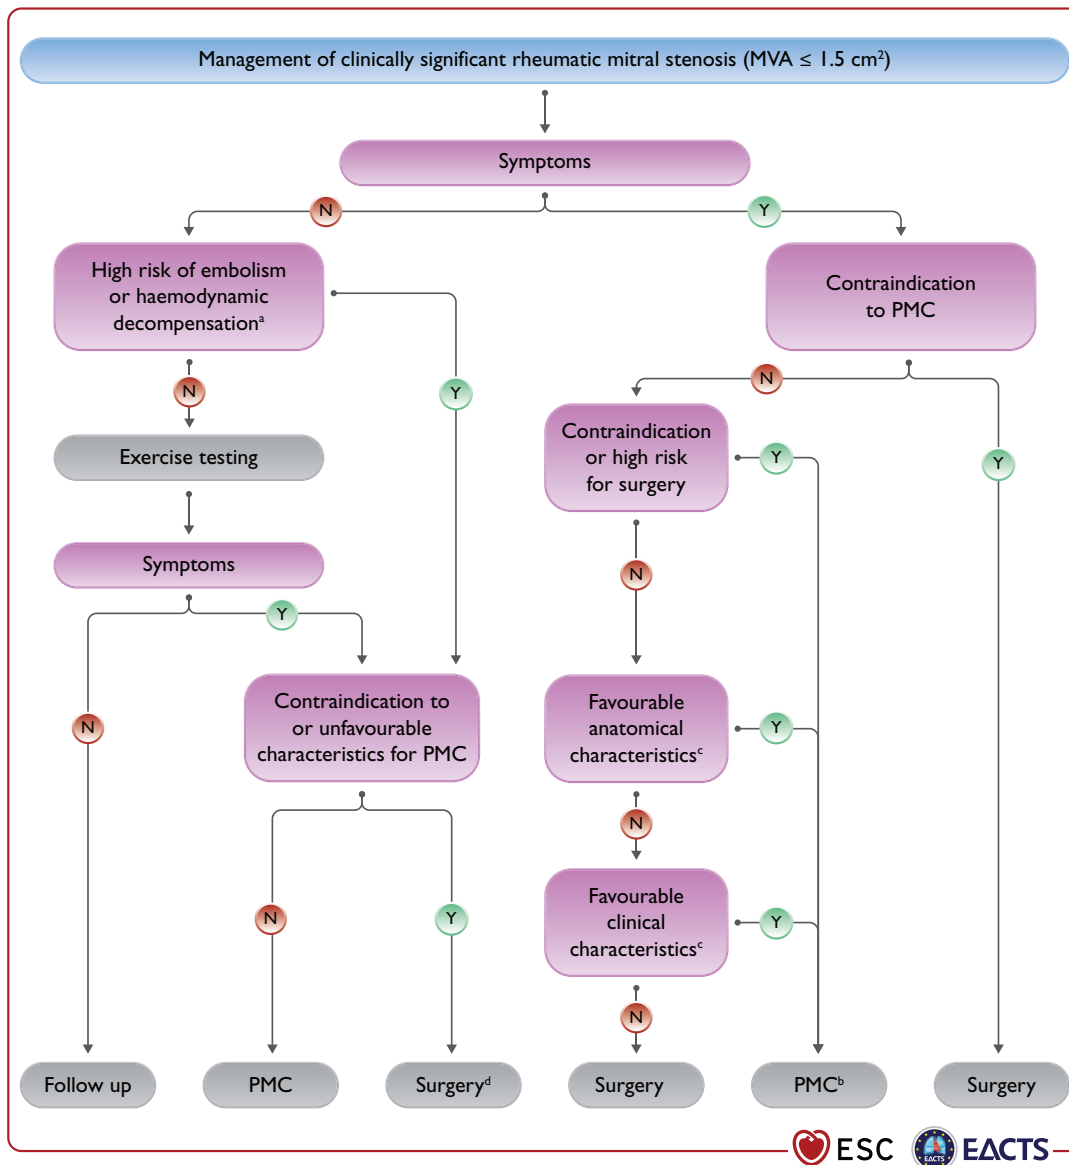 Management of clinically significant rheumatic mitral stenosis (MVA ≤ 1.5 cm²)
Symptoms
N
Y
High risk of embolism
or haemodynamic
decompensationᵃ
Contraindication
to PMC
N
Y
N
Y
Exercise testing
Contraindication
or high risk
for surgery
Y
Symptoms
N
Y
N
Contraindication to
or unfavourable
characteristics for PMC
Favourable
anatomical
characteristicsᶜ
Y
N
N
Y
Favourable
clinical
characteristicsᶜ
Y
N
Follow up
PMC
Surgeryᵈ
Surgery
PMCᵇ
Surgery
ESC
EACTS
EΔCTS